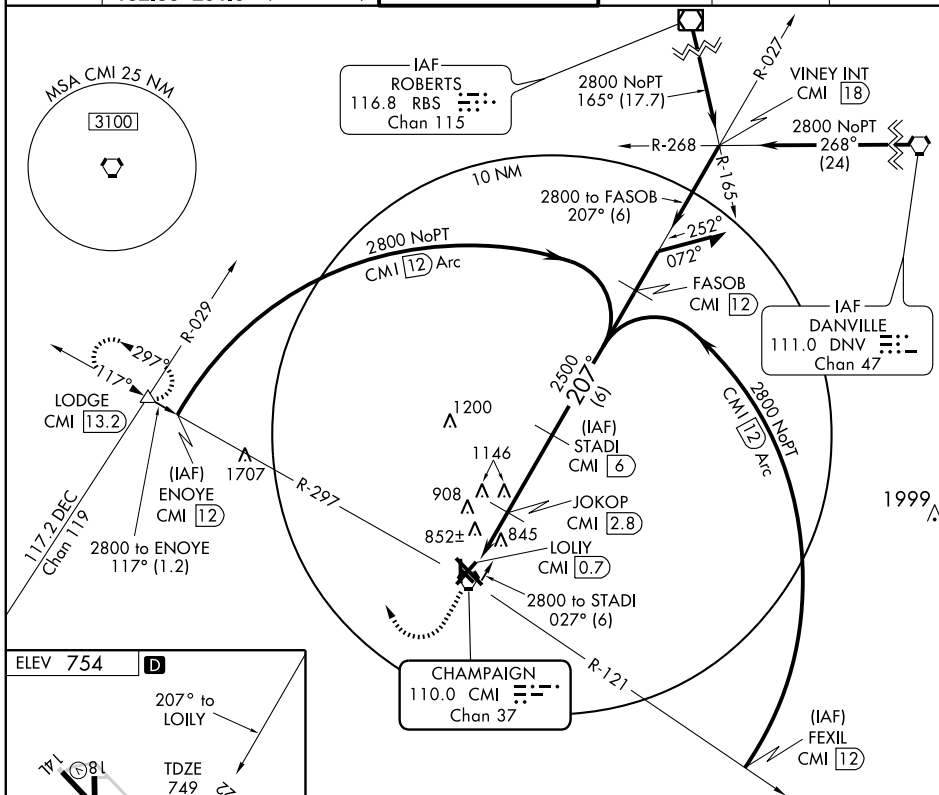 MSA CMI 25 NM
3100
IAF
ROBERTS
116.8 RBS
Chan 115
2800 NoPT
165° (17.7)
R-027
VINEY INT
CMI 18
2800 NoPT
268°
(24)
R-268
R-165
10 NM
2800 to FASOB
207° (6)
252°
072°
2800 NoPT
CMI 12 Arc
FASOB
CMI 12
IAF
DANVILLE
111.0 DNV
Chan 47
R-029
297°
117°
LODGE
CMI 13.2
2500
207°
(6)
2800 NoPT
CMI 12 Arc
1200
(IAF)
STADI
CMI 6
(IAF)
ENOYE
CMI 12
1707
R-297
1146
908
JOKOP
CMI 2.8
1999
117.2 DEC
Chan 119
2800 to ENOYE
117° (1.2)
852±
845
LOLIY
CMI 0.7
2800 to STADI
027° (6)
R-121
CHAMPAIGN
110.0 CMI
Chan 37
(IAF)
FEXIL
CMI 12
ELEV 754 D
207° to
LOILY
TDZE
749
14L
18
22